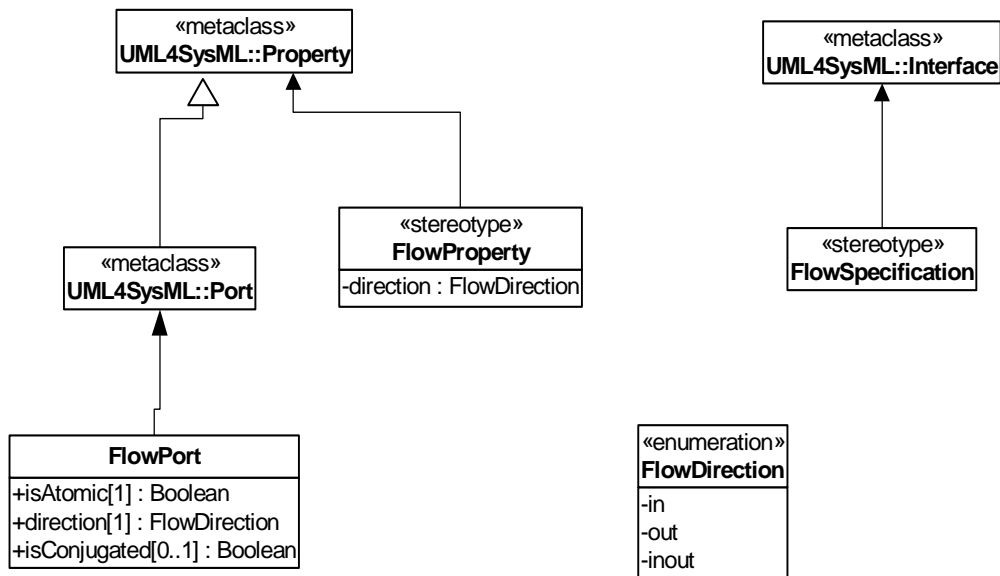 «metaclass»
UML4SysML::Property
«metaclass»
UML4SysML::Interface
«stereotype»
FlowProperty
-direction : FlowDirection
«metaclass»
UML4SysML::Port
«stereotype»
FlowSpecification
FlowPort
+isAtomic[1] : Boolean
+direction[1] : FlowDirection
+isConjugated[0..1] : Boolean
«enumeration»
FlowDirection
-in
-out
-inout